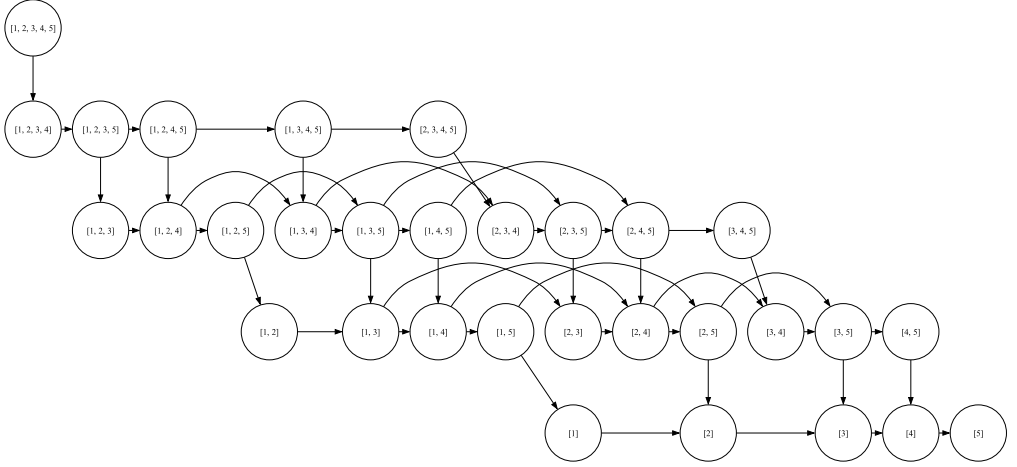 [1, 2, 3, 4, 5]
[1, 2, 3, 4] [1, 2, 3, 5] [1, 2, 4, 5] [1, 3, 4, 5] [2, 3, 4, 5]
[1, 2, 3] [1, 2, 4] [1, 2, 5] [1, 3, 4] [1, 3, 5] [1, 4, 5] [2, 3, 4] [2, 3, 5] [2, 4, 5] [3, 4, 5]
[1, 2] [1, 3] [1, 4] [1, 5] [2, 3] [2, 4] [2, 5] [3, 4] [3, 5] [4, 5]
[1] [2] [3] [4] [5]